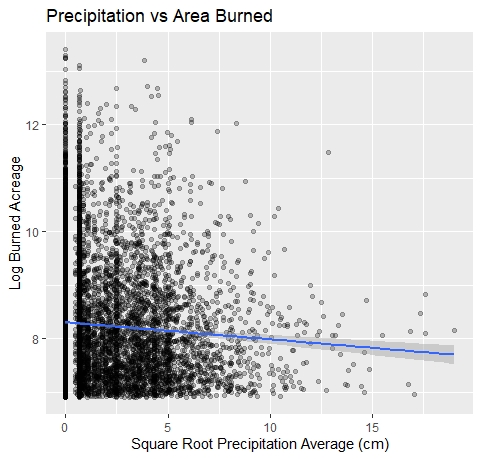 Precipitation vs Area Burned
12
10
8
Log Burned Acreage
0
5
10
15
Square Root Precipitation Average (cm)